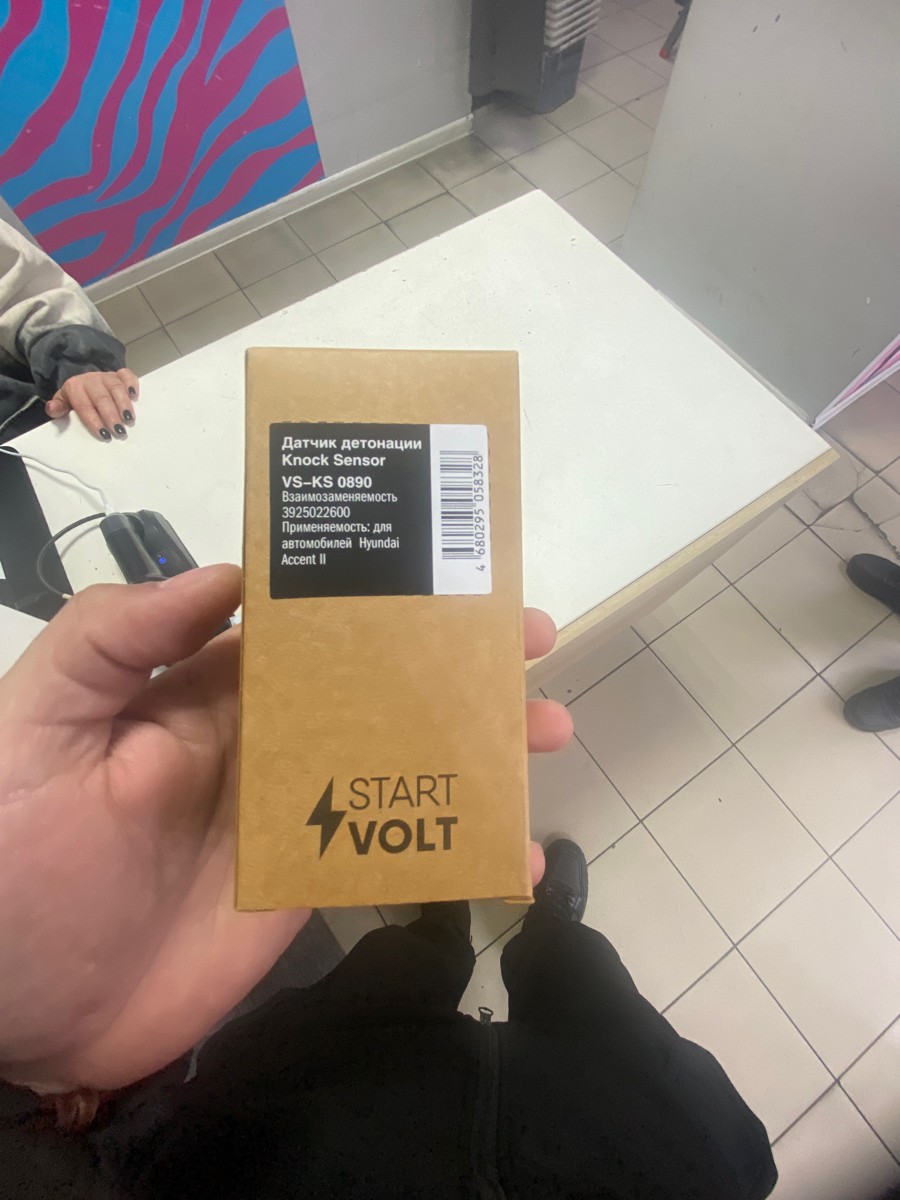 Датчик детонации
Knock Sensor
VS-KS 0890
Взаимозаменяемость
3925022600
Применяемость: для
автомобилей Hyundai
Accent II
4 680295 058328
START
VOLT